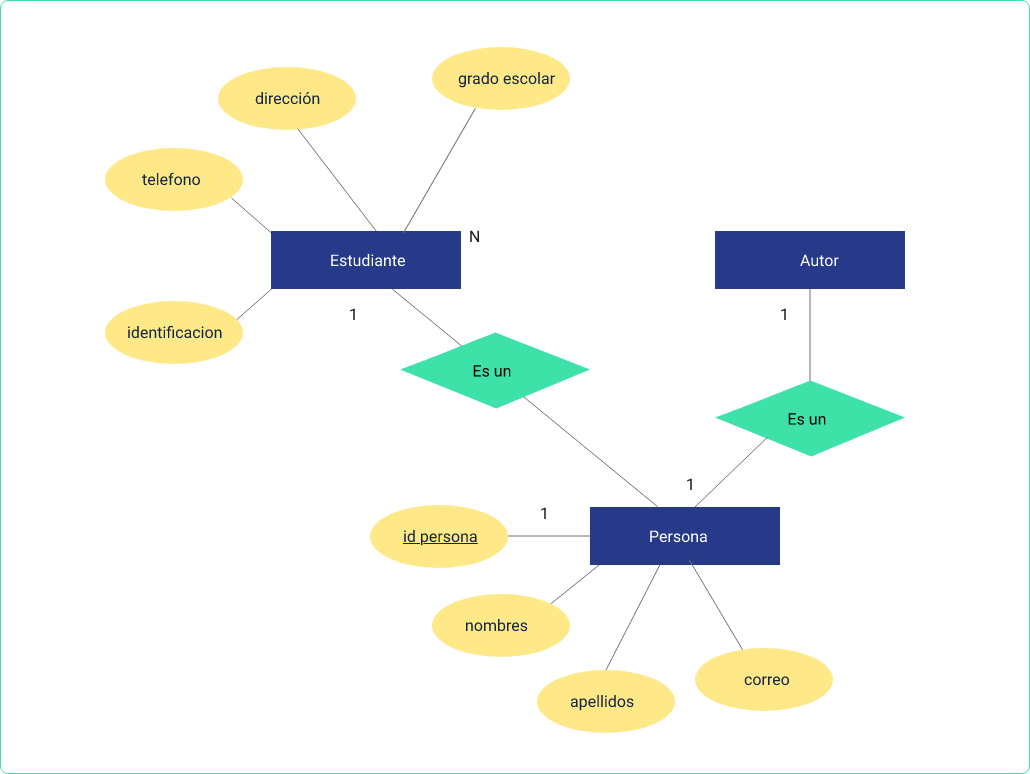 grado escolar
dirección
telefono
N
Estudiante
Autor
1
1
identificacion
Es un
Es un
1
1
id persona
Persona
nombres
correo
apellidos